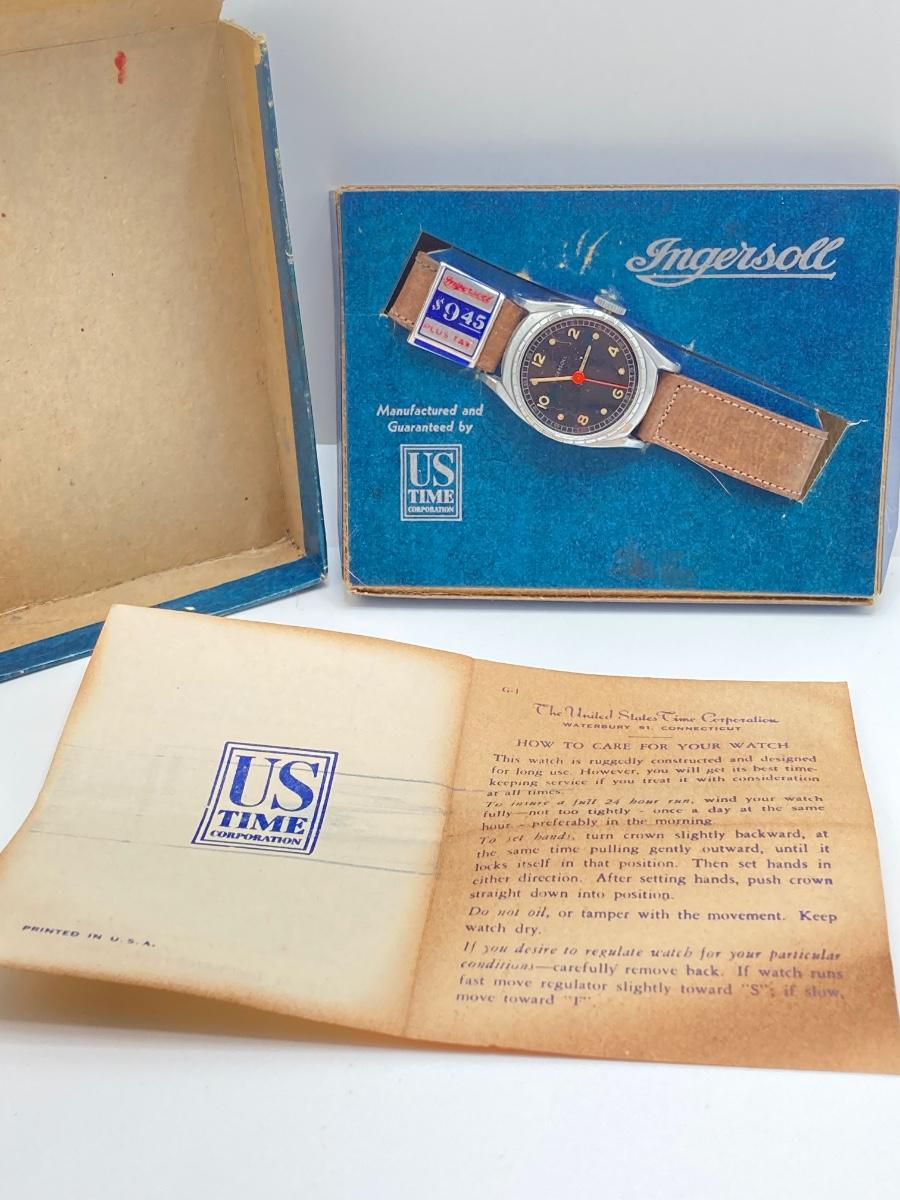 Ingersoll
Ingersoll
$9.45
PLUS TAX
12
2
4
6
8
10
INGERSOLL
Manufactured and
Guaranteed by
US
TIME
CORPORATION
US
TIME
CORPORATION
PRINTED IN U. S. A.
G-1
The United States Time Corporation
WATERBURY 91, CONNECTICUT
HOW TO CARE FOR YOUR WATCH
This watch is ruggedly constructed and designed
for long use. However, you will get its best time-
keeping service if you treat it with consideration
at all times.
To insure a full 24 hour run, wind your watch
fully—not too tightly - once a day at the same
hour - preferably in the morning.
To set hands, turn crown slightly backward, at
the same time pulling gently outward, until it
locks itself in that position. Then set hands in
either direction. After setting hands, push crown
straight down into position.
Do not oil, or tamper with the movement. Keep
watch dry.
If you desire to regulate watch for your particular
conditions—carefully remove back. If watch runs
fast move regulator slightly toward "S"; if slow,
move toward "F".